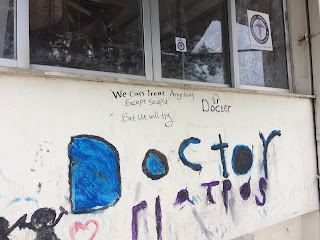 We Can Treat Anything
Except Stupid
Doctor
But We will try
Doctor